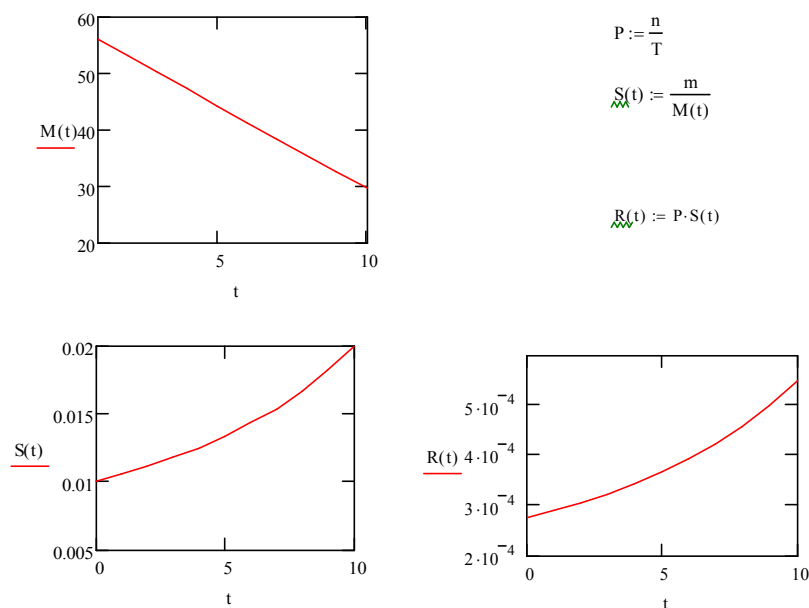 60
50
M(t)
40
30
20
5
10
t
P := n/T
S(t) := m/M(t)
R(t) := P·S(t)
0.02
0.015
S(t)
0.01
0.005
0
5
10
t
5·10⁻⁴
4·10⁻⁴
R(t)
3·10⁻⁴
2·10⁻⁴
0
5
10
t